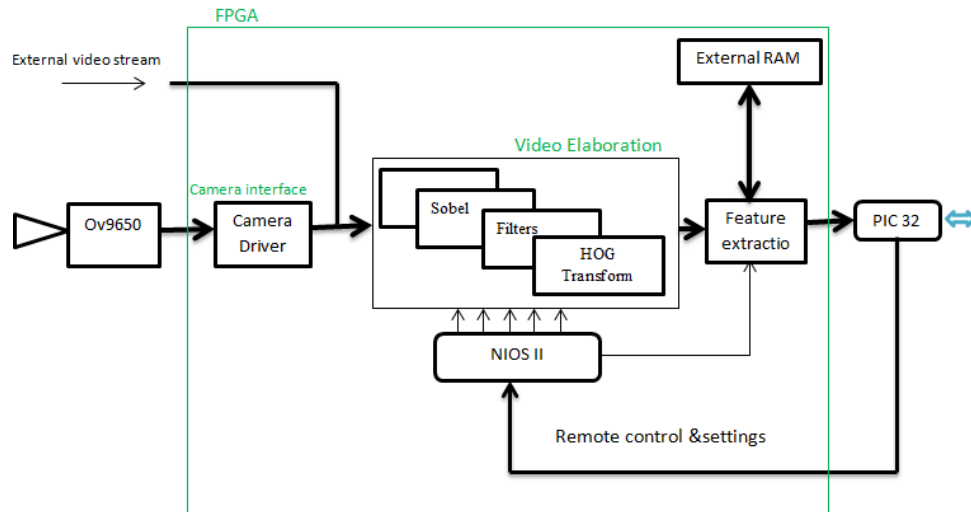 FPGA
External video stream
External RAM
Video Elaboration
Camera interface
Ov9650
Camera
Driver
Sobel
Filters
HOG
Transform
Feature
extractio
PIC 32
NIOS II
Remote control &settings